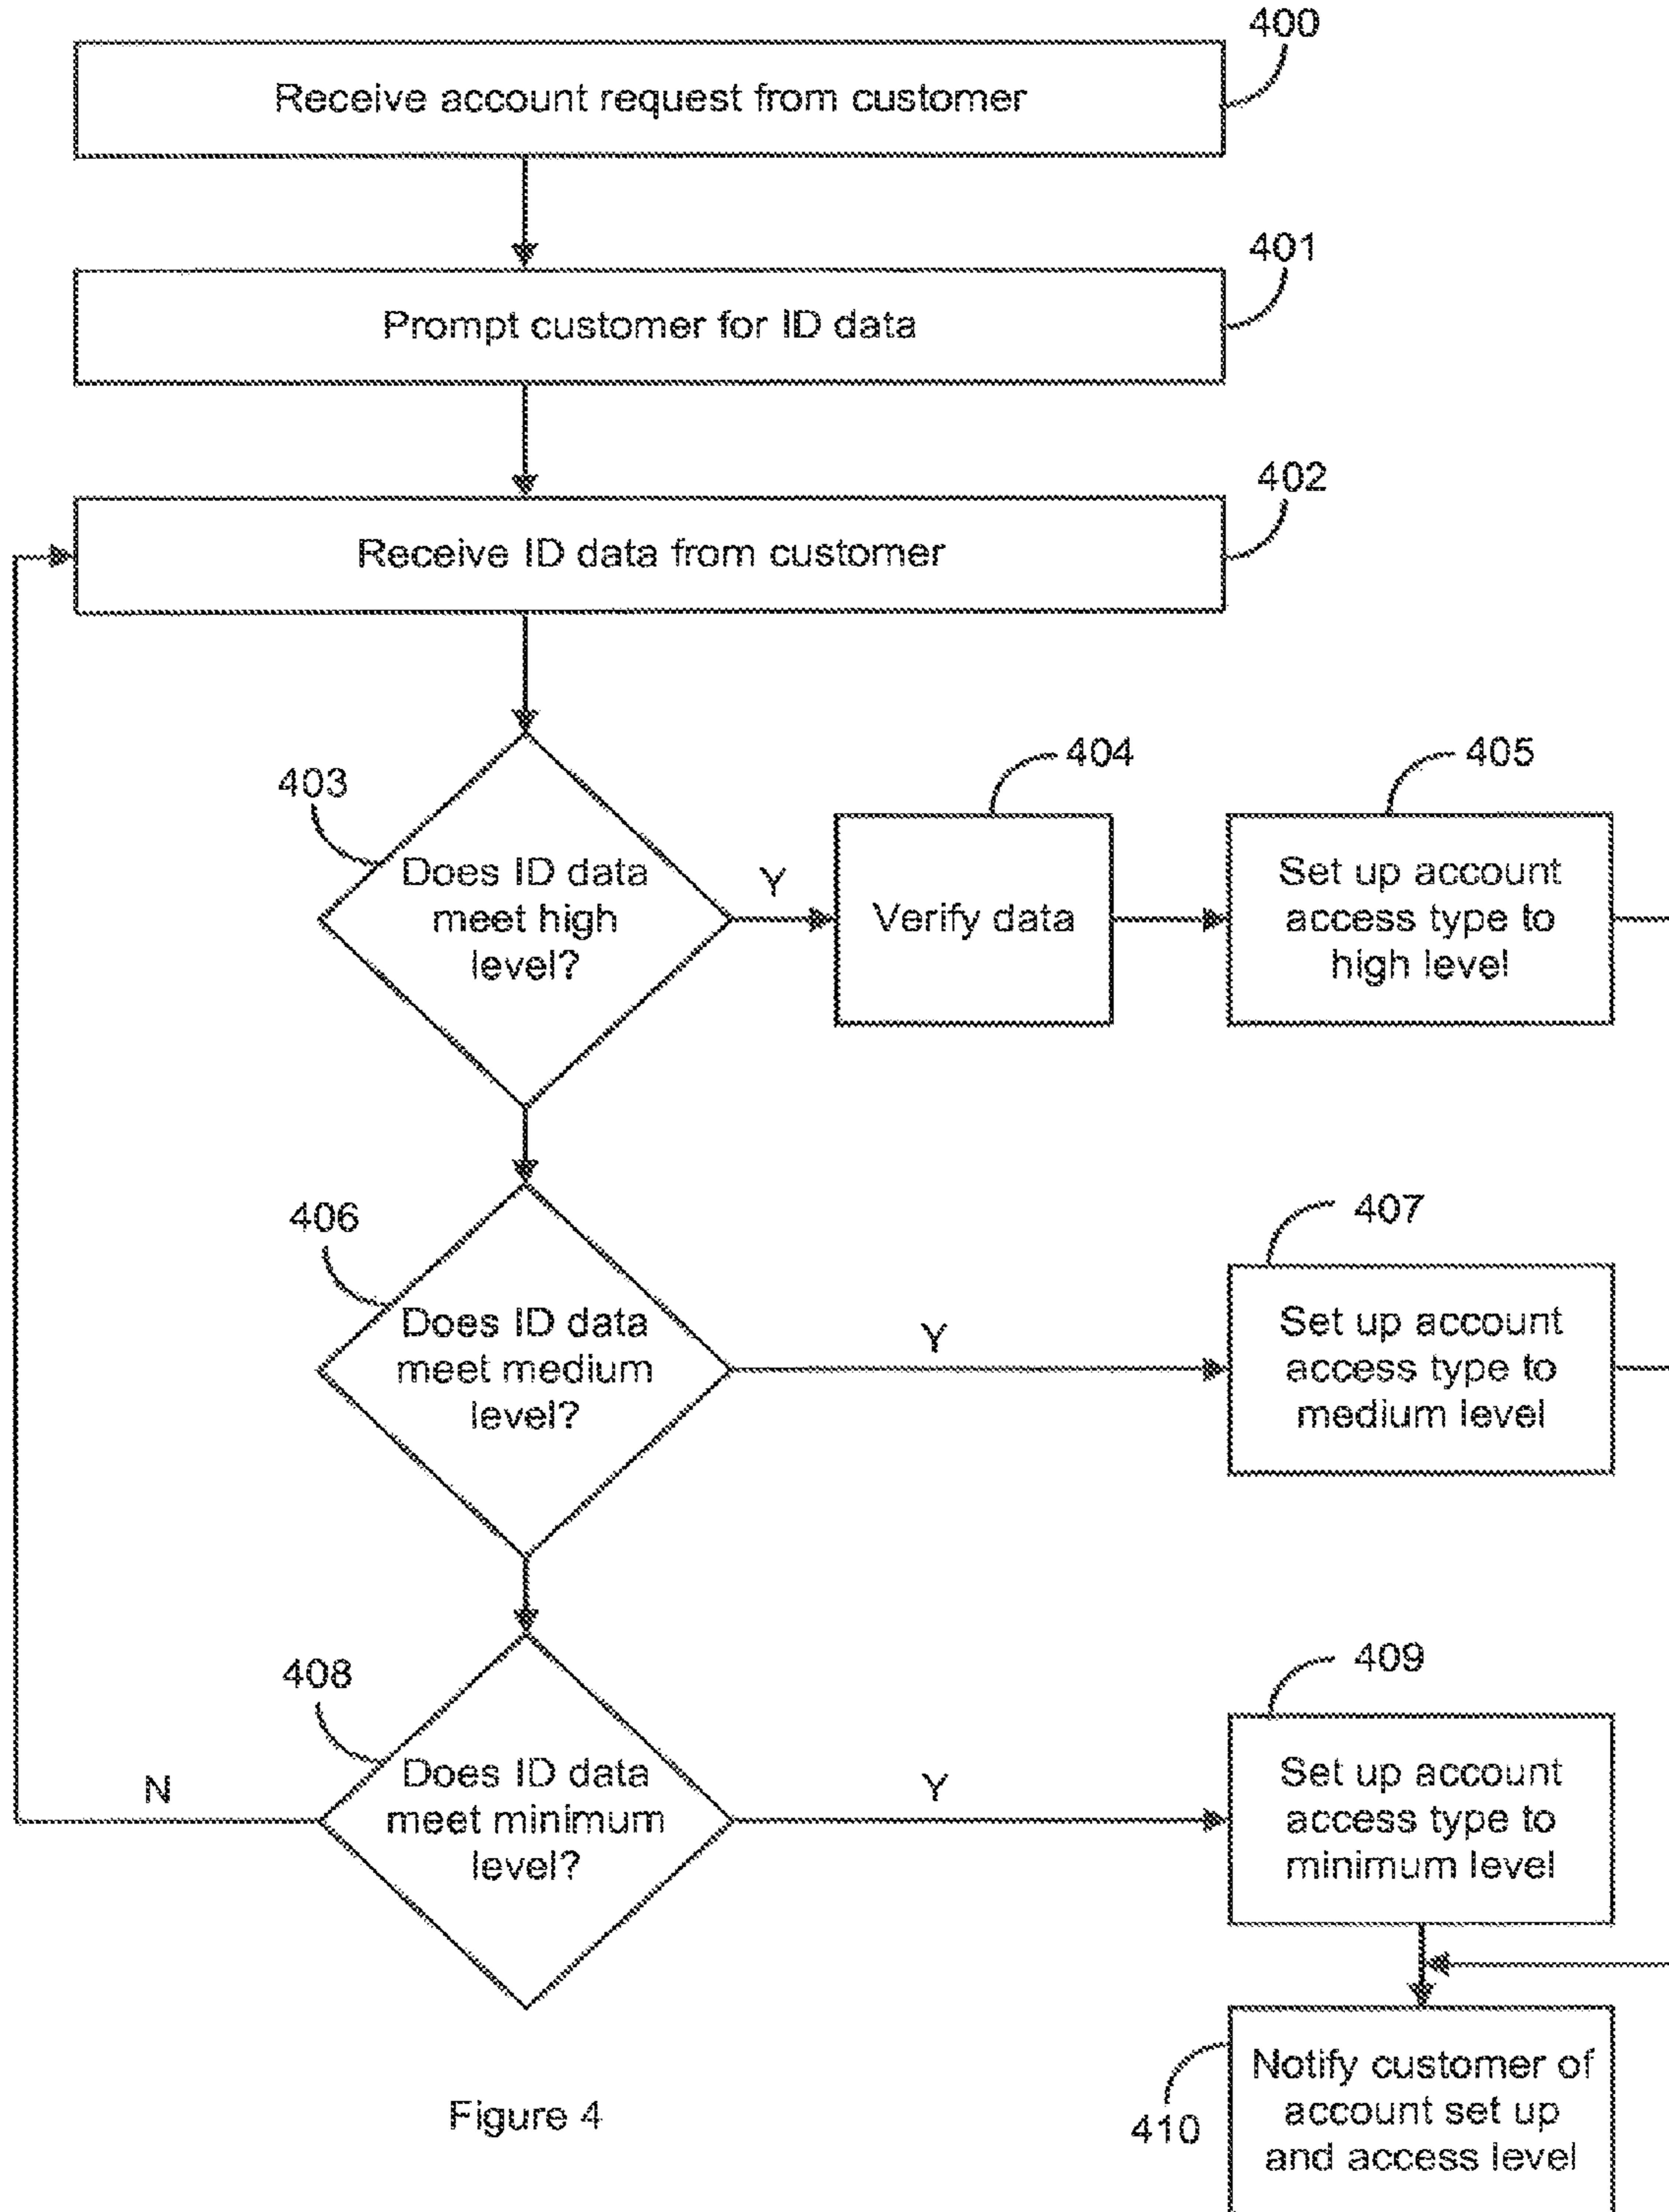 400
Receive account request from customer
401
Prompt customer for ID data
402
Receive ID data from customer
403
Does ID data
meet high
level?
Y
404
Verify data
405
Set up account
access type to
high level
406
Does ID data
meet medium
level?
Y
407
Set up account
access type to
medium level
408
Does ID data
meet minimum
level?
N
Y
409
Set up account
access type to
minimum level
410
Notify customer of
account set up
and access level
Figure 4